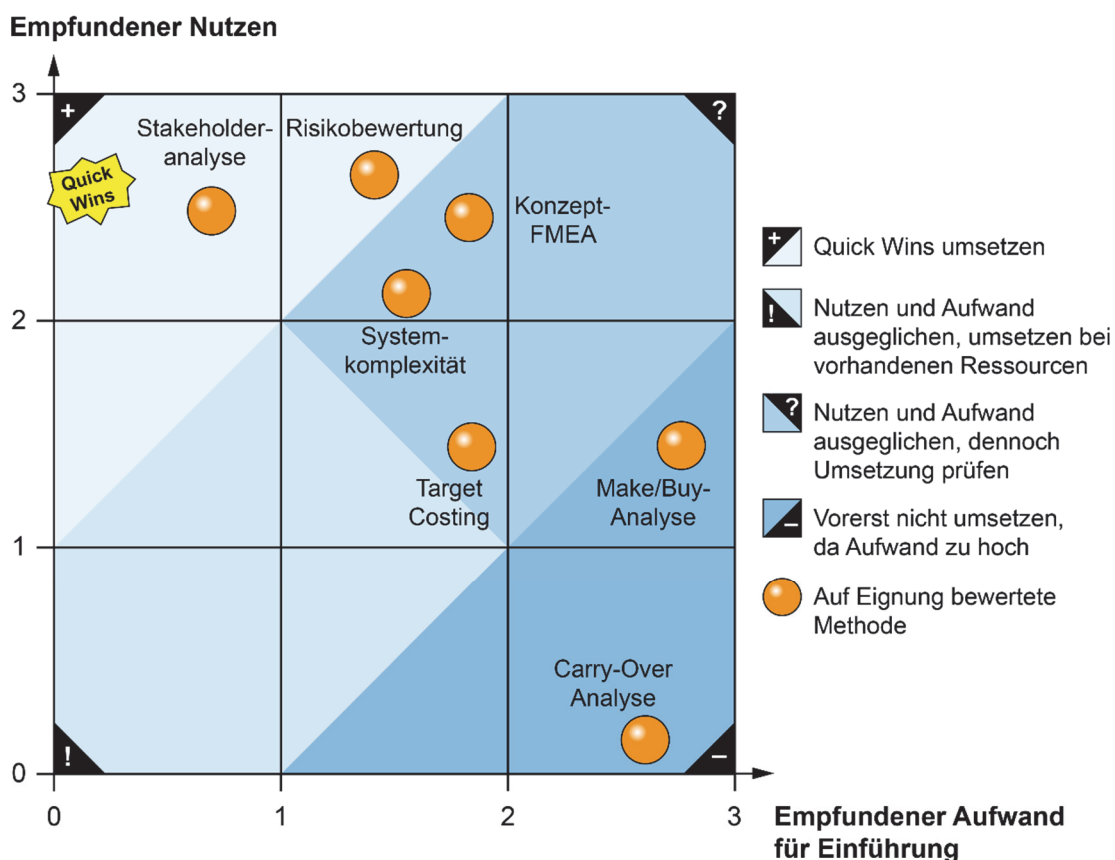 Empfundener Nutzen
3
+
?
Stakeholder-
analyse
Risikobewertung
Quick
Wins
Konzept-
FMEA
2
System-
komplexität
Target
Costing
Make/Buy-
Analyse
1
Carry-Over
Analyse
!
–
0
0
1
2
3
Empfundener Aufwand
für Einführung
+
Quick Wins umsetzen
!
Nutzen und Aufwand
ausgeglichen, umsetzen bei
vorhandenen Ressourcen
?
Nutzen und Aufwand
ausgeglichen, dennoch
Umsetzung prüfen
–
Vorerst nicht umsetzen,
da Aufwand zu hoch
Auf Eignung bewertete
Methode